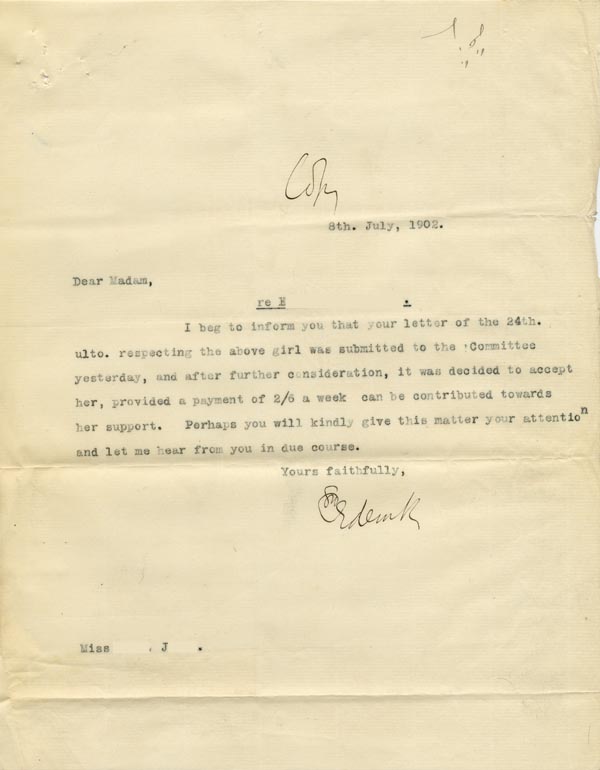 8th. July, 1902.
Dear Madam,
re E .
I beg to inform you that your letter of the 24th.
ulto. respecting the above girl was submitted to the Committee
yesterday, and after further consideration, it was decided to accept
her, provided a payment of 2/6 a week can be contributed towards
her support. Perhaps you will kindly give this matter your attention
and let me hear from you in due course.
Yours faithfully,
Miss J .